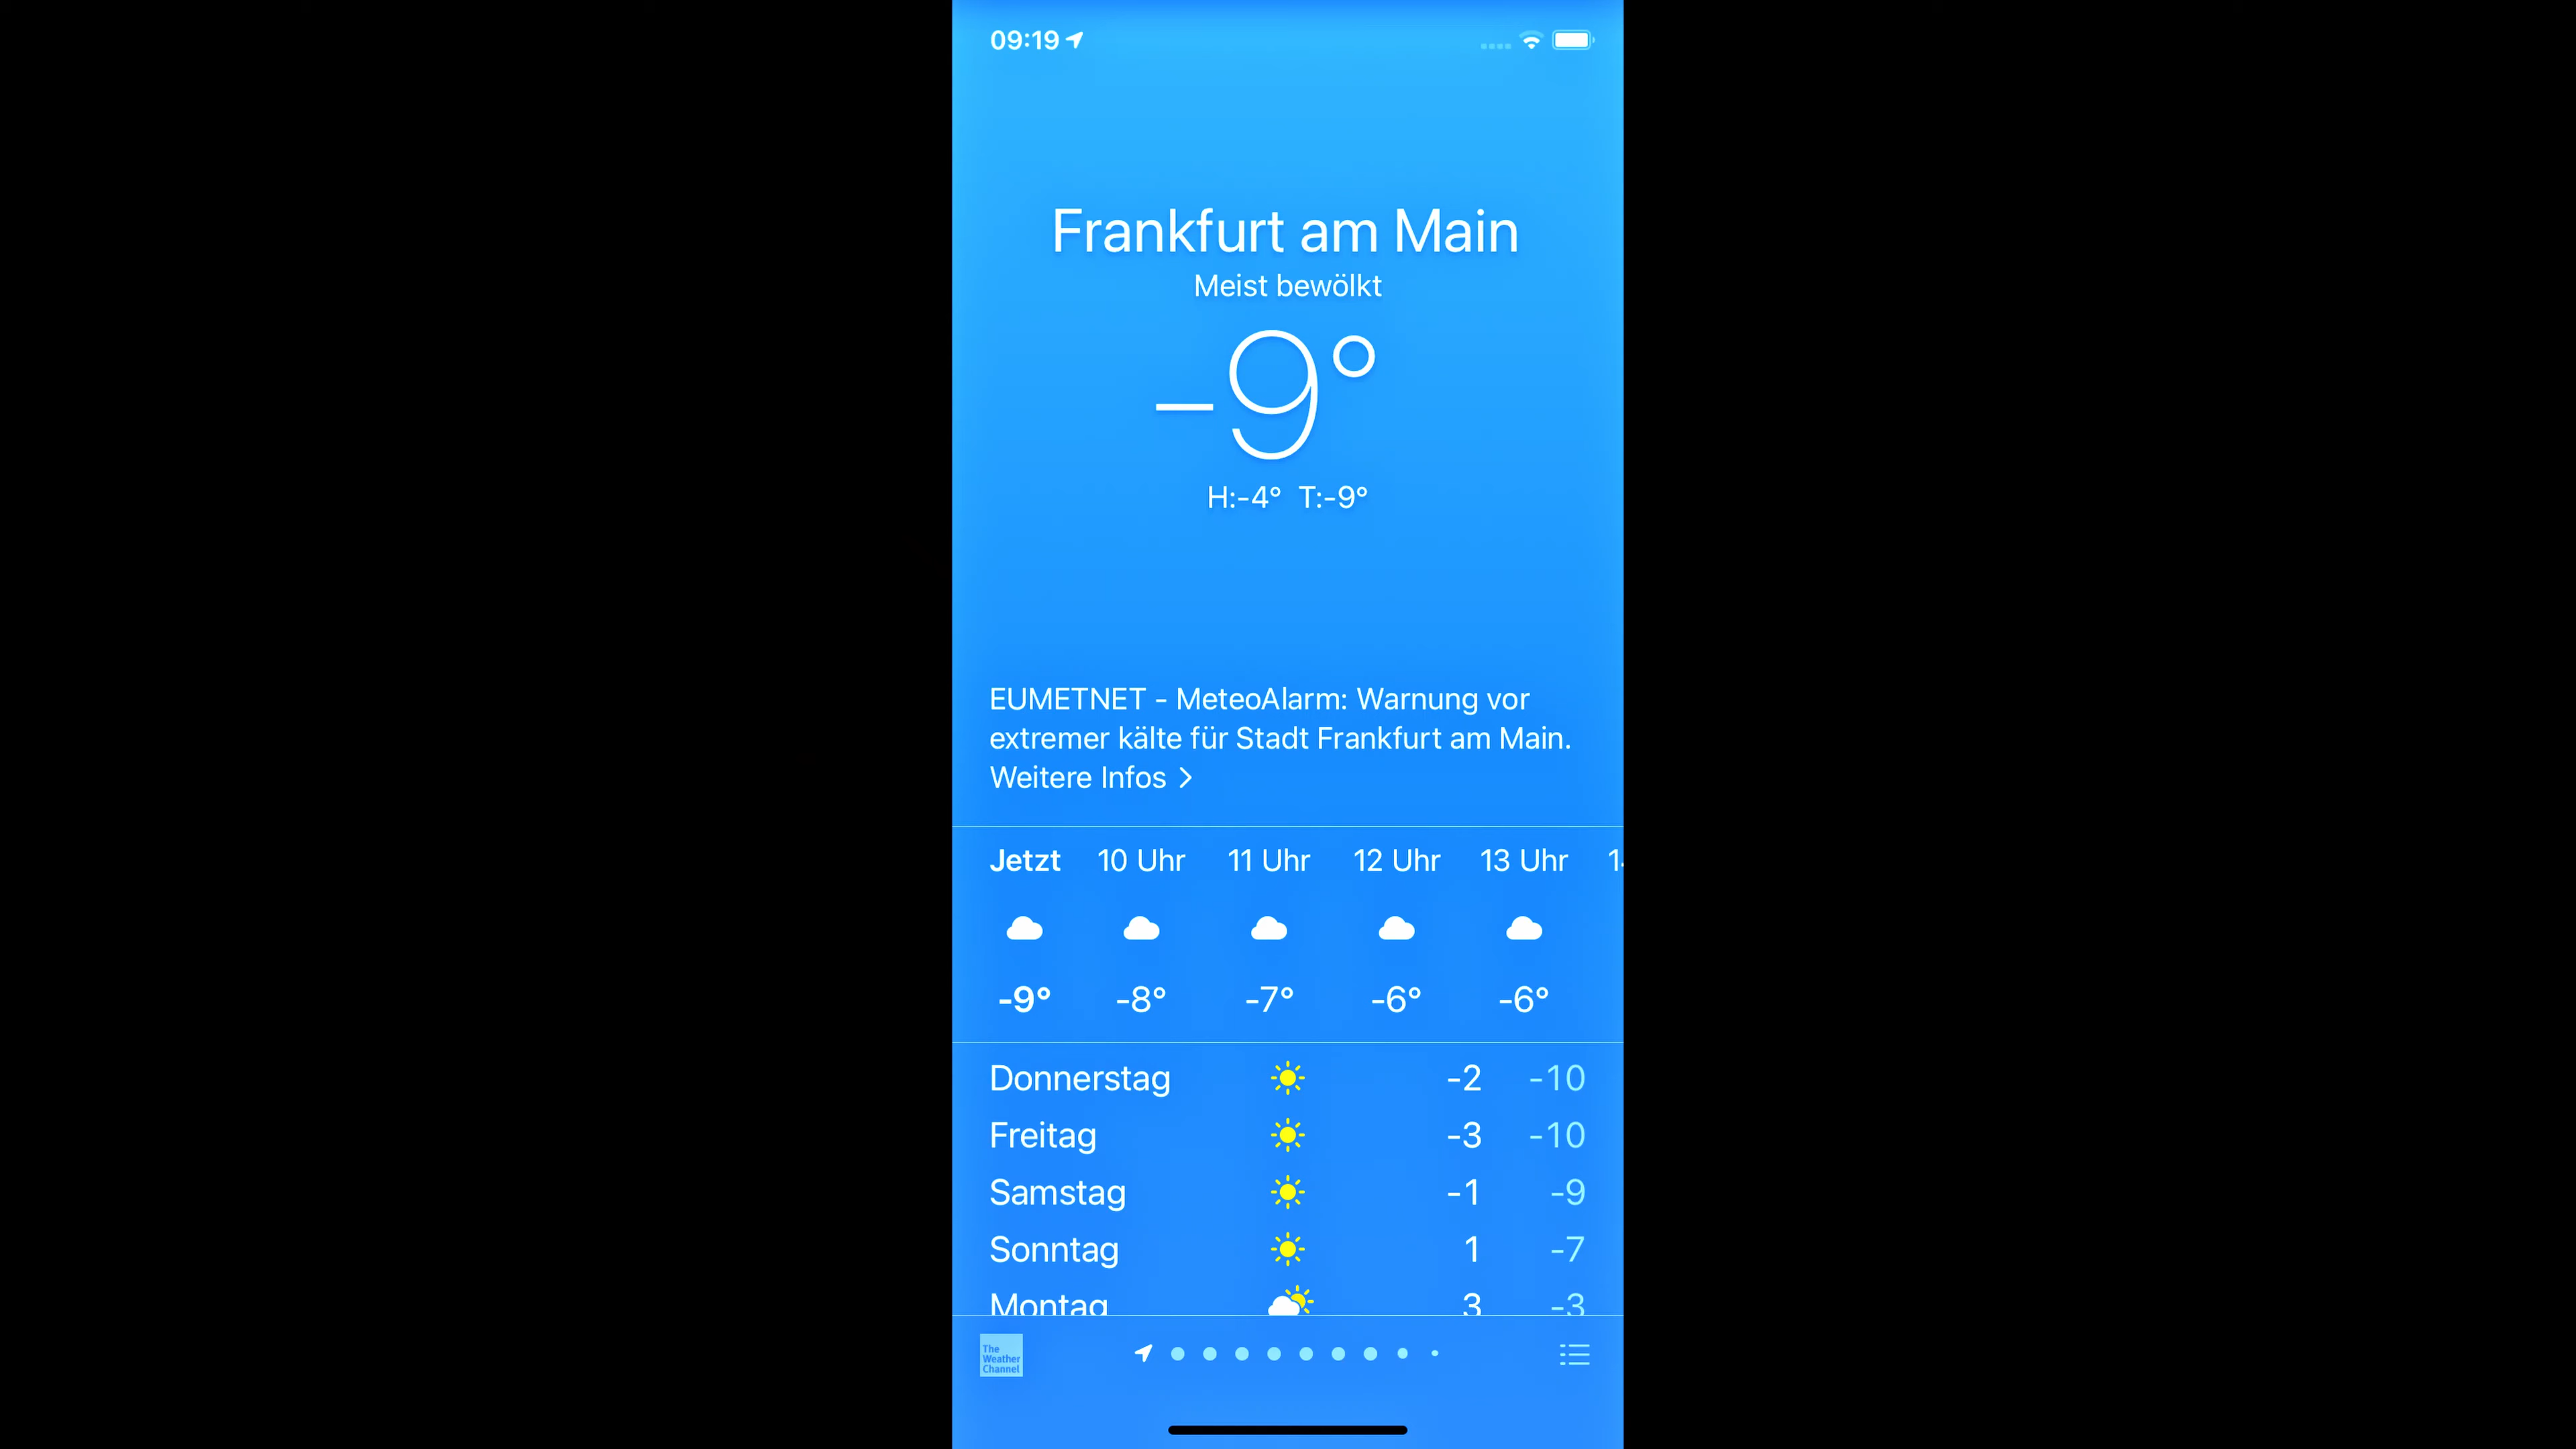 09:19
Frankfurt am Main
Meist bewölkt
–9°
H:-4° T:-9°
EUMETNET - MeteoAlarm: Warnung vor
extremer kälte für Stadt Frankfurt am Main.
Weitere Infos >
Jetzt 10 Uhr 11 Uhr 12 Uhr 13 Uhr
-9° -8° -7° -6° -6°
Donnerstag -2 -10
Freitag -3 -10
Samstag -1 -9
Sonntag 1 -7
Montag 3 -3
The
Weather
Channel